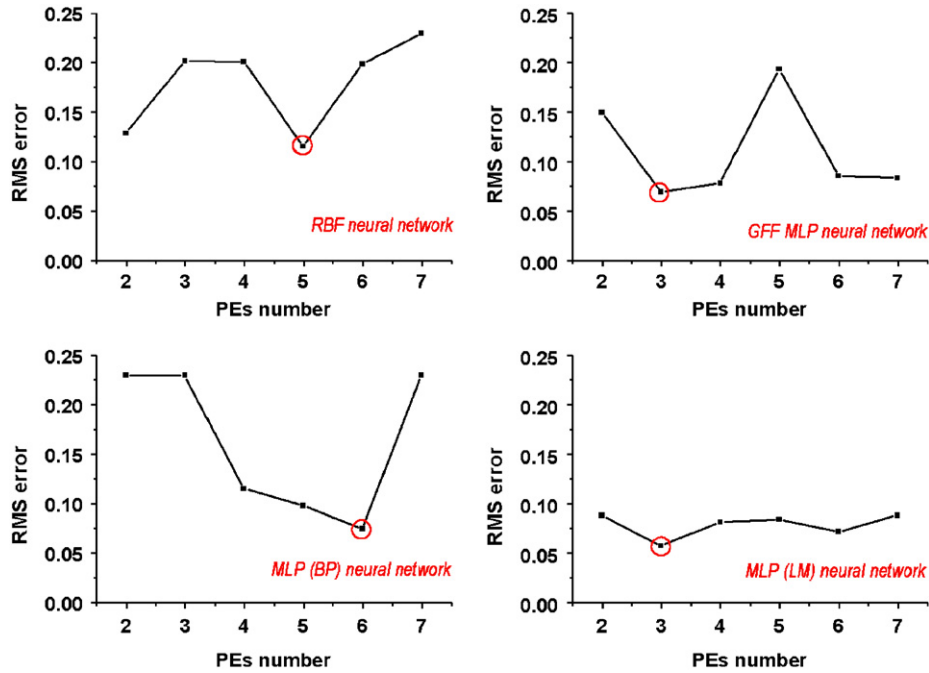 0.25
0.20
0.15
0.10
0.05
0.00
RMS error
2 3 4 5 6 7
PEs number
RBF neural network
0.25
0.20
0.15
0.10
0.05
0.00
RMS error
2 3 4 5 6 7
PEs number
GFF MLP neural network
0.25
0.20
0.15
0.10
0.05
0.00
RMS error
2 3 4 5 6 7
PEs number
MLP (BP) neural network
0.25
0.20
0.15
0.10
0.05
0.00
RMS error
2 3 4 5 6 7
PEs number
MLP (LM) neural network